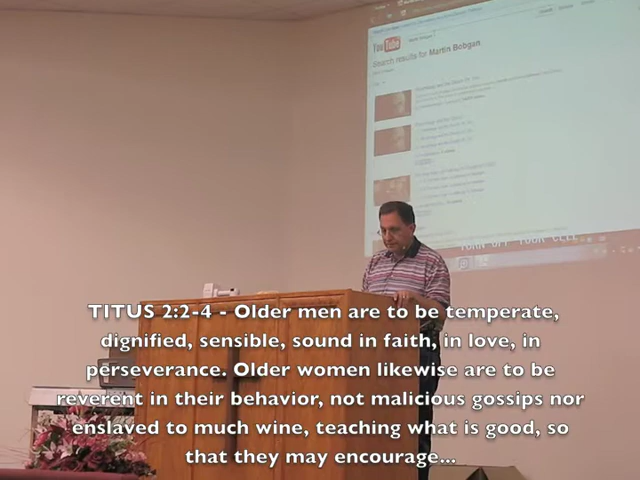 YouTube
Search results for Martin Bobgan
TURN OFF YOUR CELL
TITUS 2:2-4 - Older men are to be temperate,
dignified, sensible, sound in faith, in love, in
perseverance. Older women likewise are to be
reverent in their behavior, not malicious gossips nor
enslaved to much wine, teaching what is good, so
that they may encourage...